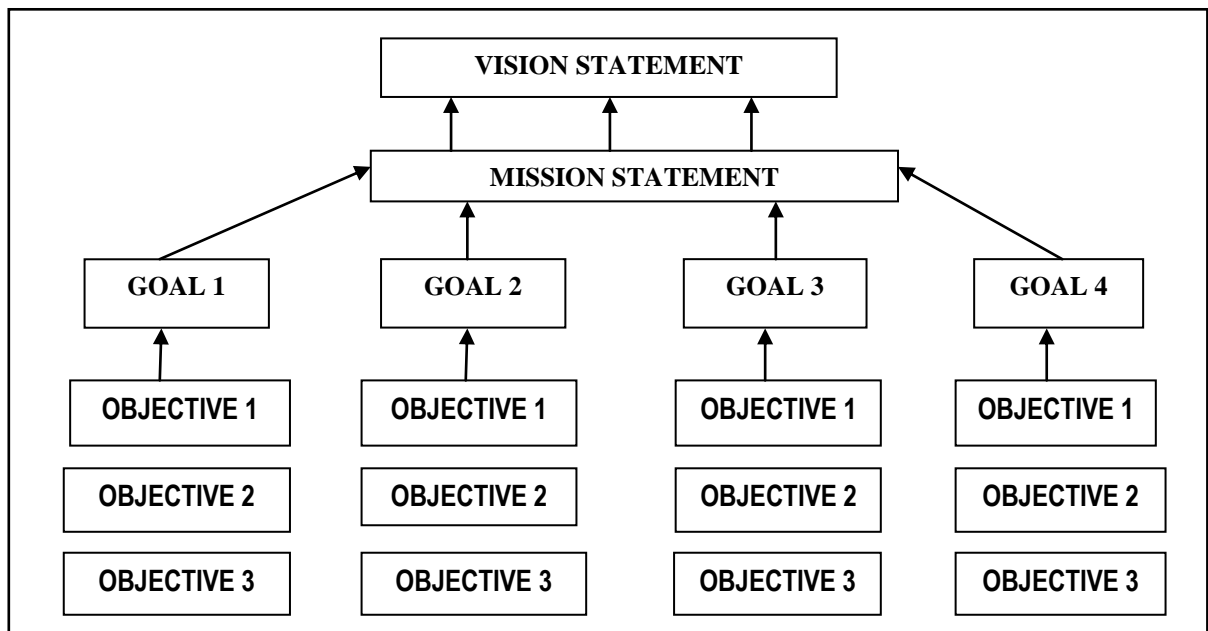 VISION STATEMENT
MISSION STATEMENT
GOAL 1
GOAL 2
GOAL 3
GOAL 4
OBJECTIVE 1
OBJECTIVE 1
OBJECTIVE 1
OBJECTIVE 1
OBJECTIVE 2
OBJECTIVE 2
OBJECTIVE 2
OBJECTIVE 2
OBJECTIVE 3
OBJECTIVE 3
OBJECTIVE 3
OBJECTIVE 3